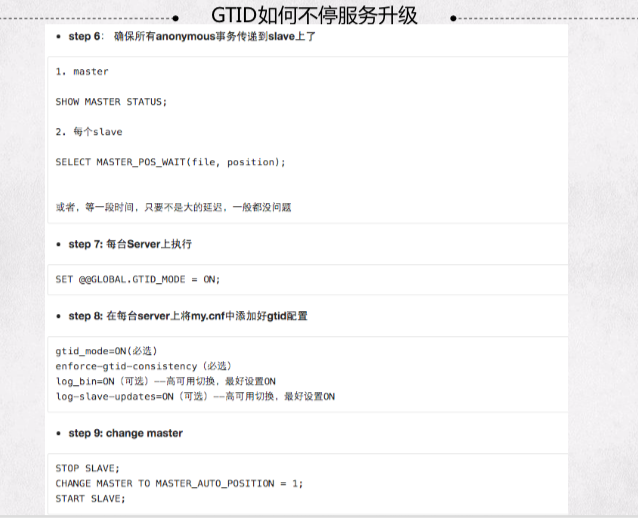 GTID如何不停服务升级
• step 6： 确保所有anonymous事务传递到slave上了
1. master
SHOW MASTER STATUS;
2. 每个slave
SELECT MASTER_POS_WAIT(file, position);
或者，等一段时间，只要不是大的延迟，一般都没问题
• step 7: 每台Server上执行
SET @@GLOBAL.GTID_MODE = ON;
• step 8: 在每台server上将my.cnf中添加好gtid配置
gtid_mode=ON(必选)
enforce-gtid-consistency（必选）
log_bin=ON（可选）——高可用切换，最好设置ON
log-slave-updates=ON（可选）——高可用切换，最好设置ON
• step 9: change master
STOP SLAVE;
CHANGE MASTER TO MASTER_AUTO_POSITION = 1;
START SLAVE;